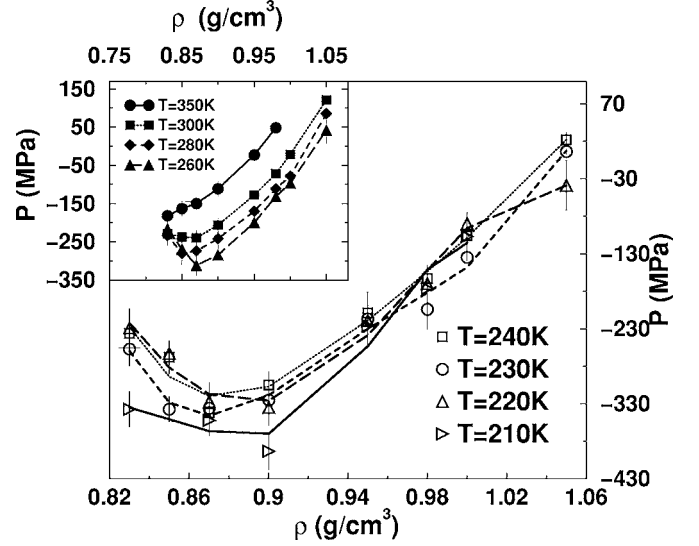 ρ (g/cm³)
0.75 0.85 0.95 1.05
150
50
−50
−150
−250
−350
P (MPa)
T=350K
T=300K
T=280K
T=260K
70
−30
−130
−230
−330
−430
P (MPa)
T=240K
T=230K
T=220K
T=210K
0.82 0.86 0.9 0.94 0.98 1.02 1.06
ρ (g/cm³)